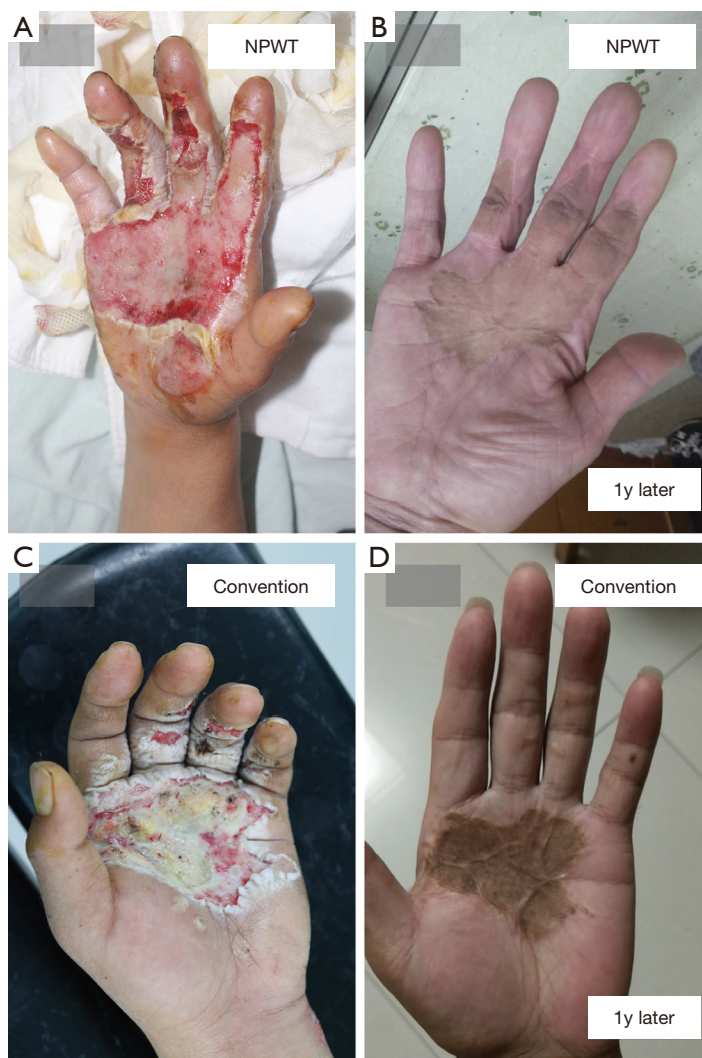 A
NPWT
B
NPWT
1y later
C
Convention
D
Convention
1y later